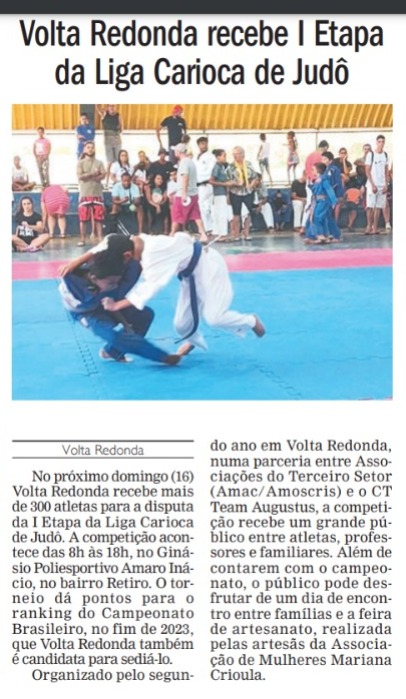 Volta Redonda recebe I Etapa
da Liga Carioca de Judô
Volta Redonda
No próximo domingo (16)
Volta Redonda recebe mais
de 300 atletas para a disputa
da I Etapa da Liga Carioca
de Judô. A competição acon-
tece das 8h às 18h, no Giná-
sio Poliesportivo Amaro Iná-
cio, no bairro Retiro. O tor-
neio dá pontos para o
ranking do Campeonato
Brasileiro, no fim de 2023,
que Volta Redonda também
é candidata para sediá-lo.
Organizado pelo segun-
do ano em Volta Redonda,
numa parceria entre Asso-
ciações do Terceiro Setor
(Amac/Amoscris) e o CT
Team Augustus, a competi-
ção recebe um grande pú-
blico entre atletas, profes-
sores e familiares. Além de
contarem com o campeo-
nato, o público pode des-
frutar de um dia de encon-
tro entre famílias e a feira
de artesanato, realizada
pelas artesãs da Associa-
ção de Mulheres Mariana
Crioula.